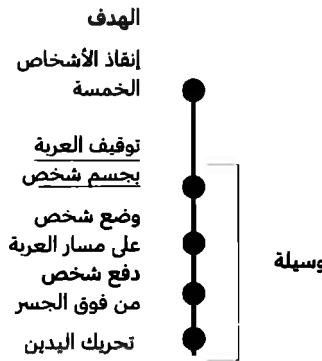 الهدف
إنقاذ الأشخاص
الخمسة
توقيف العربة
بجسم شخص
وضع شخص
على مسار العربة
دفع شخص
من فوق الجسر
تحريك اليدين
وسيلة